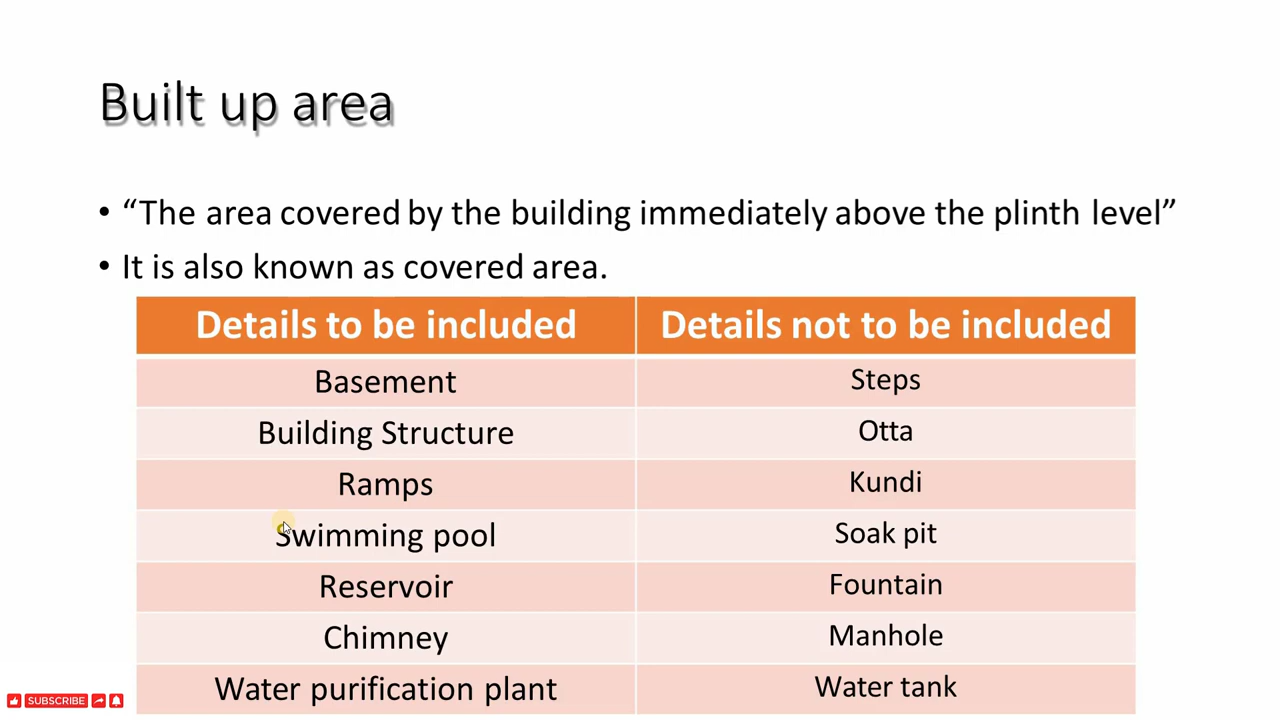 Built up area
• “The area covered by the building immediately above the plinth level”
• It is also known as covered area.
Details to be included Details not to be included
Basement Steps
Building Structure Otta
Ramps Kundi
Swimming pool Soak pit
Reservoir Fountain
Chimney Manhole
Water purification plant Water tank
SUBSCRIBE